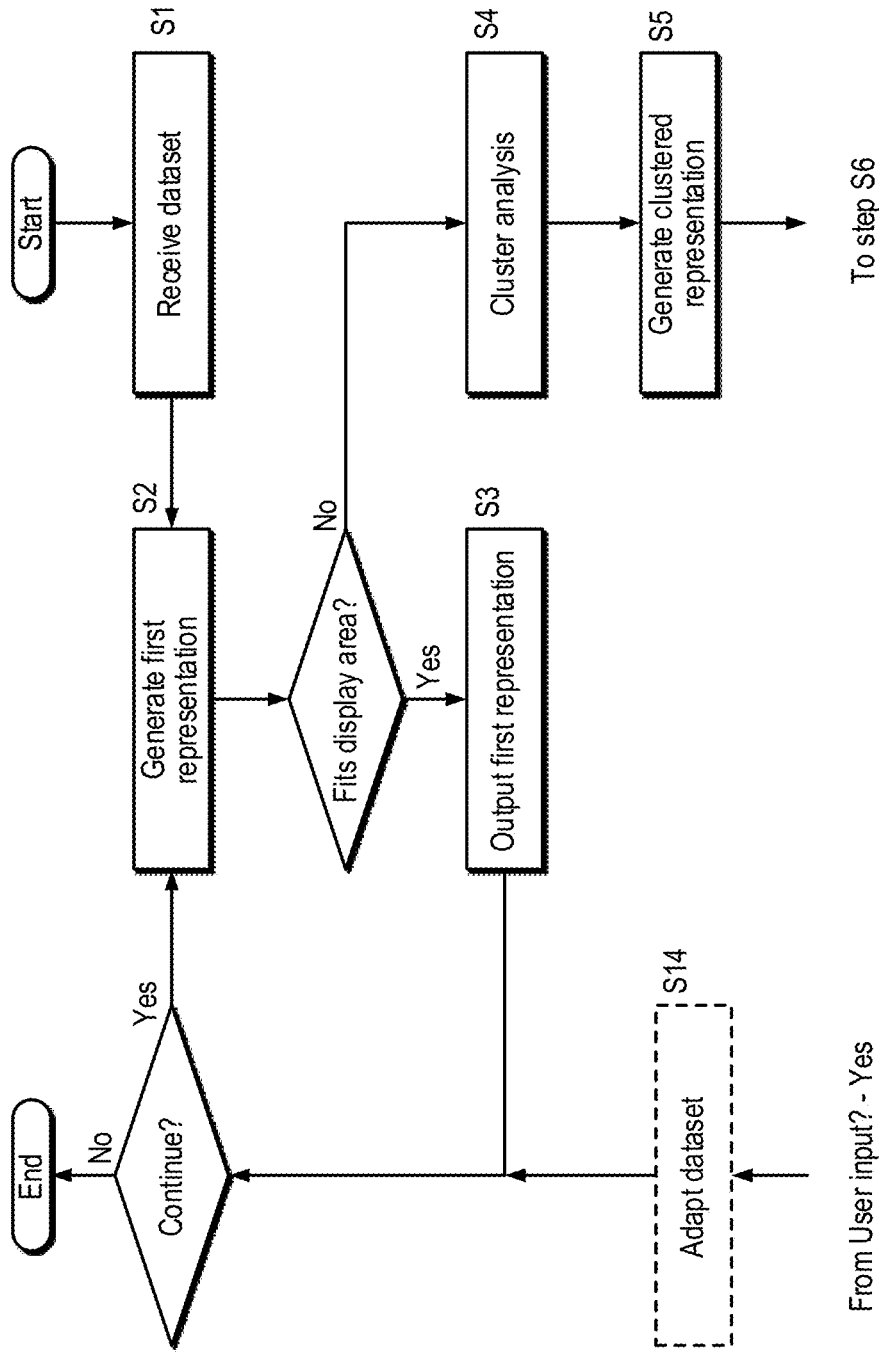 Start
Receive dataset
S1
Generate first
representation
S2
Fits display area?
No
Yes
Output first representation
S3
Cluster analysis
S4
Generate clustered
representation
S5
To step S6
End
No
Continue?
Yes
Adapt dataset
S14
From User input? - Yes